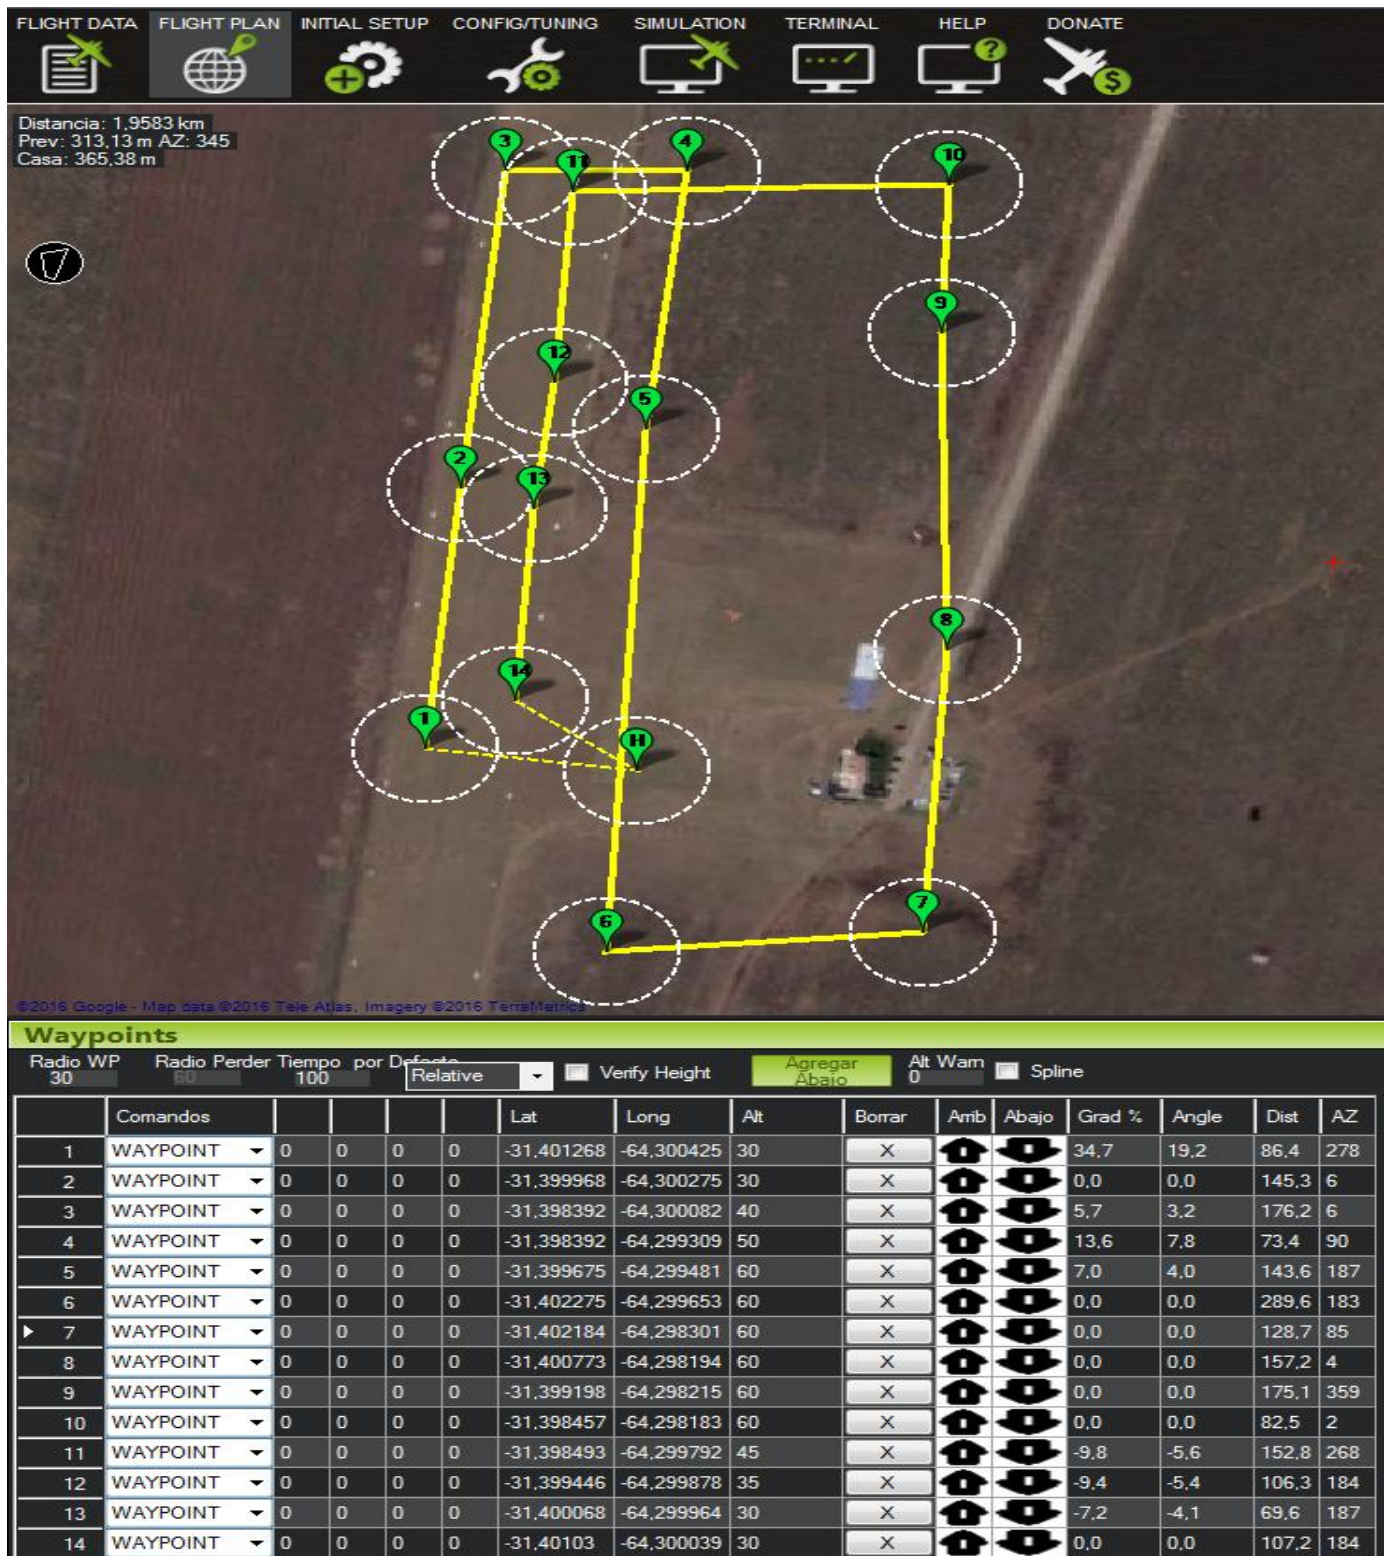 FLIGHT DATA FLIGHT PLAN INITIAL SETUP CONFIG/TUNING SIMULATION TERMINAL HELP DONATE
Distancia: 1,9583 km
Prev: 313,13 m AZ: 345
Casa: 365,38 m
3
11
4
10
9
12
5
2
13
8
14
1
H
7
6
©2016 Google - Map data ©2016 Tele Atlas, Imagery ©2016 TerraMetrics
Waypoints
Radio WP Radio Perder Tiempo por Defecto
30 60 100 Relative Verify Height Agregar Abajo Alt Warn 0 Spline
Comandos Lat Long Alt Borrar Arrib Abajo Grad % Angle Dist AZ
1 WAYPOINT 0 0 0 0 -31,401268 -64,300425 30 X 34,7 19,2 86,4 278
2 WAYPOINT 0 0 0 0 -31,399968 -64,300275 30 X 0,0 0,0 145,3 6
3 WAYPOINT 0 0 0 0 -31,398392 -64,300082 40 X 5,7 3,2 176,2 6
4 WAYPOINT 0 0 0 0 -31,398392 -64,299309 50 X 13,6 7,8 73,4 90
5 WAYPOINT 0 0 0 0 -31,399675 -64,299481 60 X 7,0 4,0 143,6 187
6 WAYPOINT 0 0 0 0 -31,402275 -64,299653 60 X 0,0 0,0 289,6 183
7 WAYPOINT 0 0 0 0 -31,402184 -64,298301 60 X 0,0 0,0 128,7 85
8 WAYPOINT 0 0 0 0 -31,400773 -64,298194 60 X 0,0 0,0 157,2 4
9 WAYPOINT 0 0 0 0 -31,399198 -64,298215 60 X 0,0 0,0 175,1 359
10 WAYPOINT 0 0 0 0 -31,398457 -64,298183 60 X 0,0 0,0 82,5 2
11 WAYPOINT 0 0 0 0 -31,398493 -64,299792 45 X -9,8 -5,6 152,8 268
12 WAYPOINT 0 0 0 0 -31,399446 -64,299878 35 X -9,4 -5,4 106,3 184
13 WAYPOINT 0 0 0 0 -31,400068 -64,299964 30 X -7,2 -4,1 69,6 187
14 WAYPOINT 0 0 0 0 -31,40103 -64,300039 30 X 0,0 0,0 107,2 184